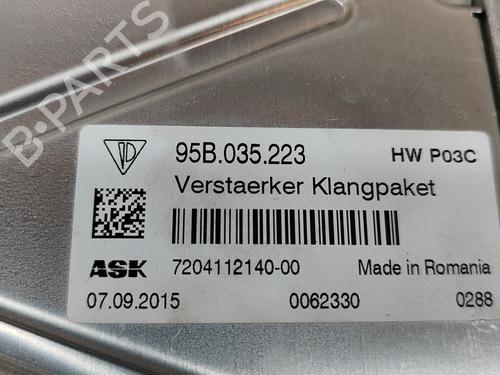 B-PARTS
95B.035.223 HW P03C
Verstaerker Klangpaket
ASK 7204112140-00 Made in Romania
07.09.2015 0062330 0288